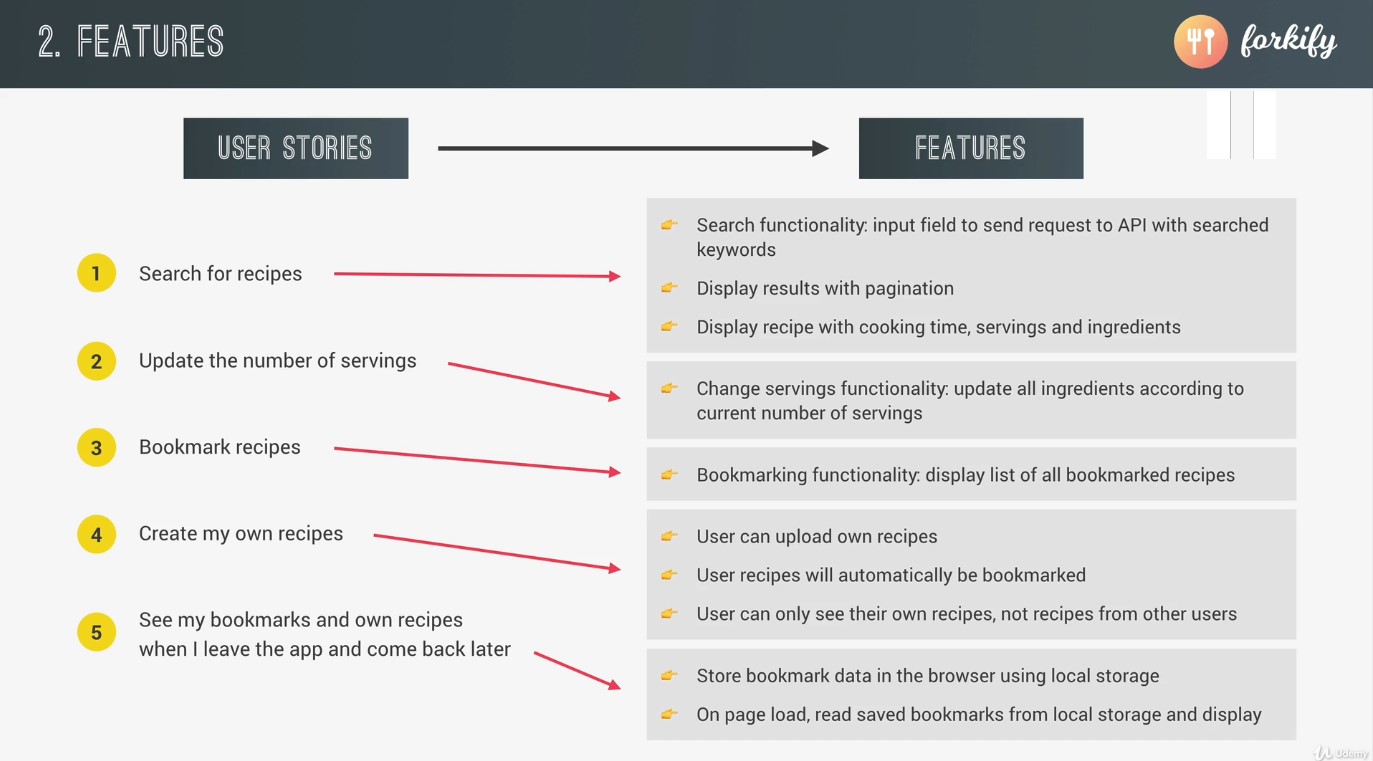 2. FEATURES
forkify
USER STORIES
FEATURES
1 Search for recipes
Search functionality: input field to send request to API with searched
keywords
Display results with pagination
Display recipe with cooking time, servings and ingredients
2 Update the number of servings
Change servings functionality: update all ingredients according to
current number of servings
3 Bookmark recipes
Bookmarking functionality: display list of all bookmarked recipes
4 Create my own recipes
User can upload own recipes
User recipes will automatically be bookmarked
User can only see their own recipes, not recipes from other users
5 See my bookmarks and own recipes
when I leave the app and come back later
Store bookmark data in the browser using local storage
On page load, read saved bookmarks from local storage and display
Udemy